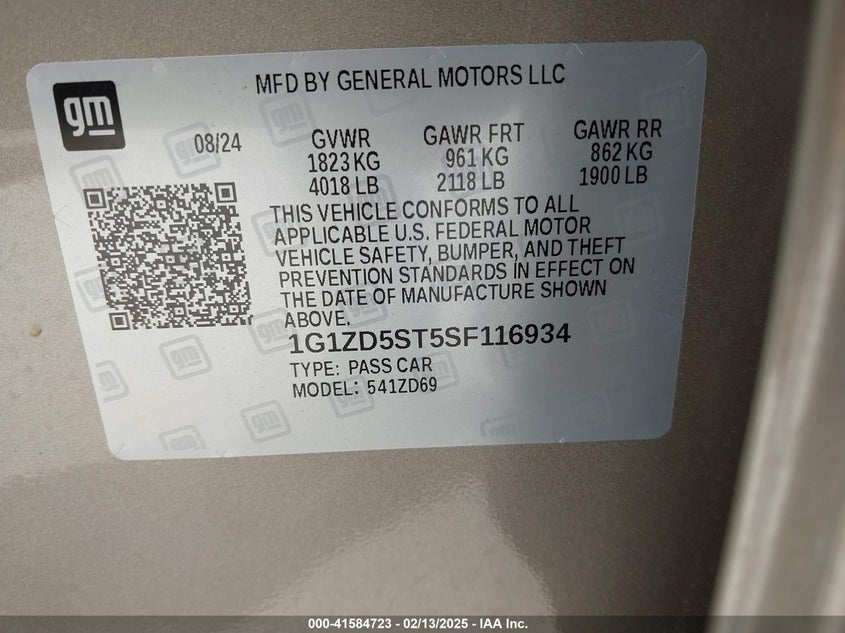 gm
MFD BY GENERAL MOTORS LLC
08/24
GVWR
1823 KG
4018 LB
GAWR FRT
961 KG
2118 LB
GAWR RR
862 KG
1900 LB
THIS VEHICLE CONFORMS TO ALL
APPLICABLE U.S. FEDERAL MOTOR
VEHICLE SAFETY, BUMPER, AND THEFT
PREVENTION STANDARDS IN EFFECT ON
THE DATE OF MANUFACTURE SHOWN
ABOVE.
1G1ZD5ST5SF116934
TYPE: PASS CAR
MODEL: 541ZD69
000-41584723 - 02/13/2025 - IAA Inc.